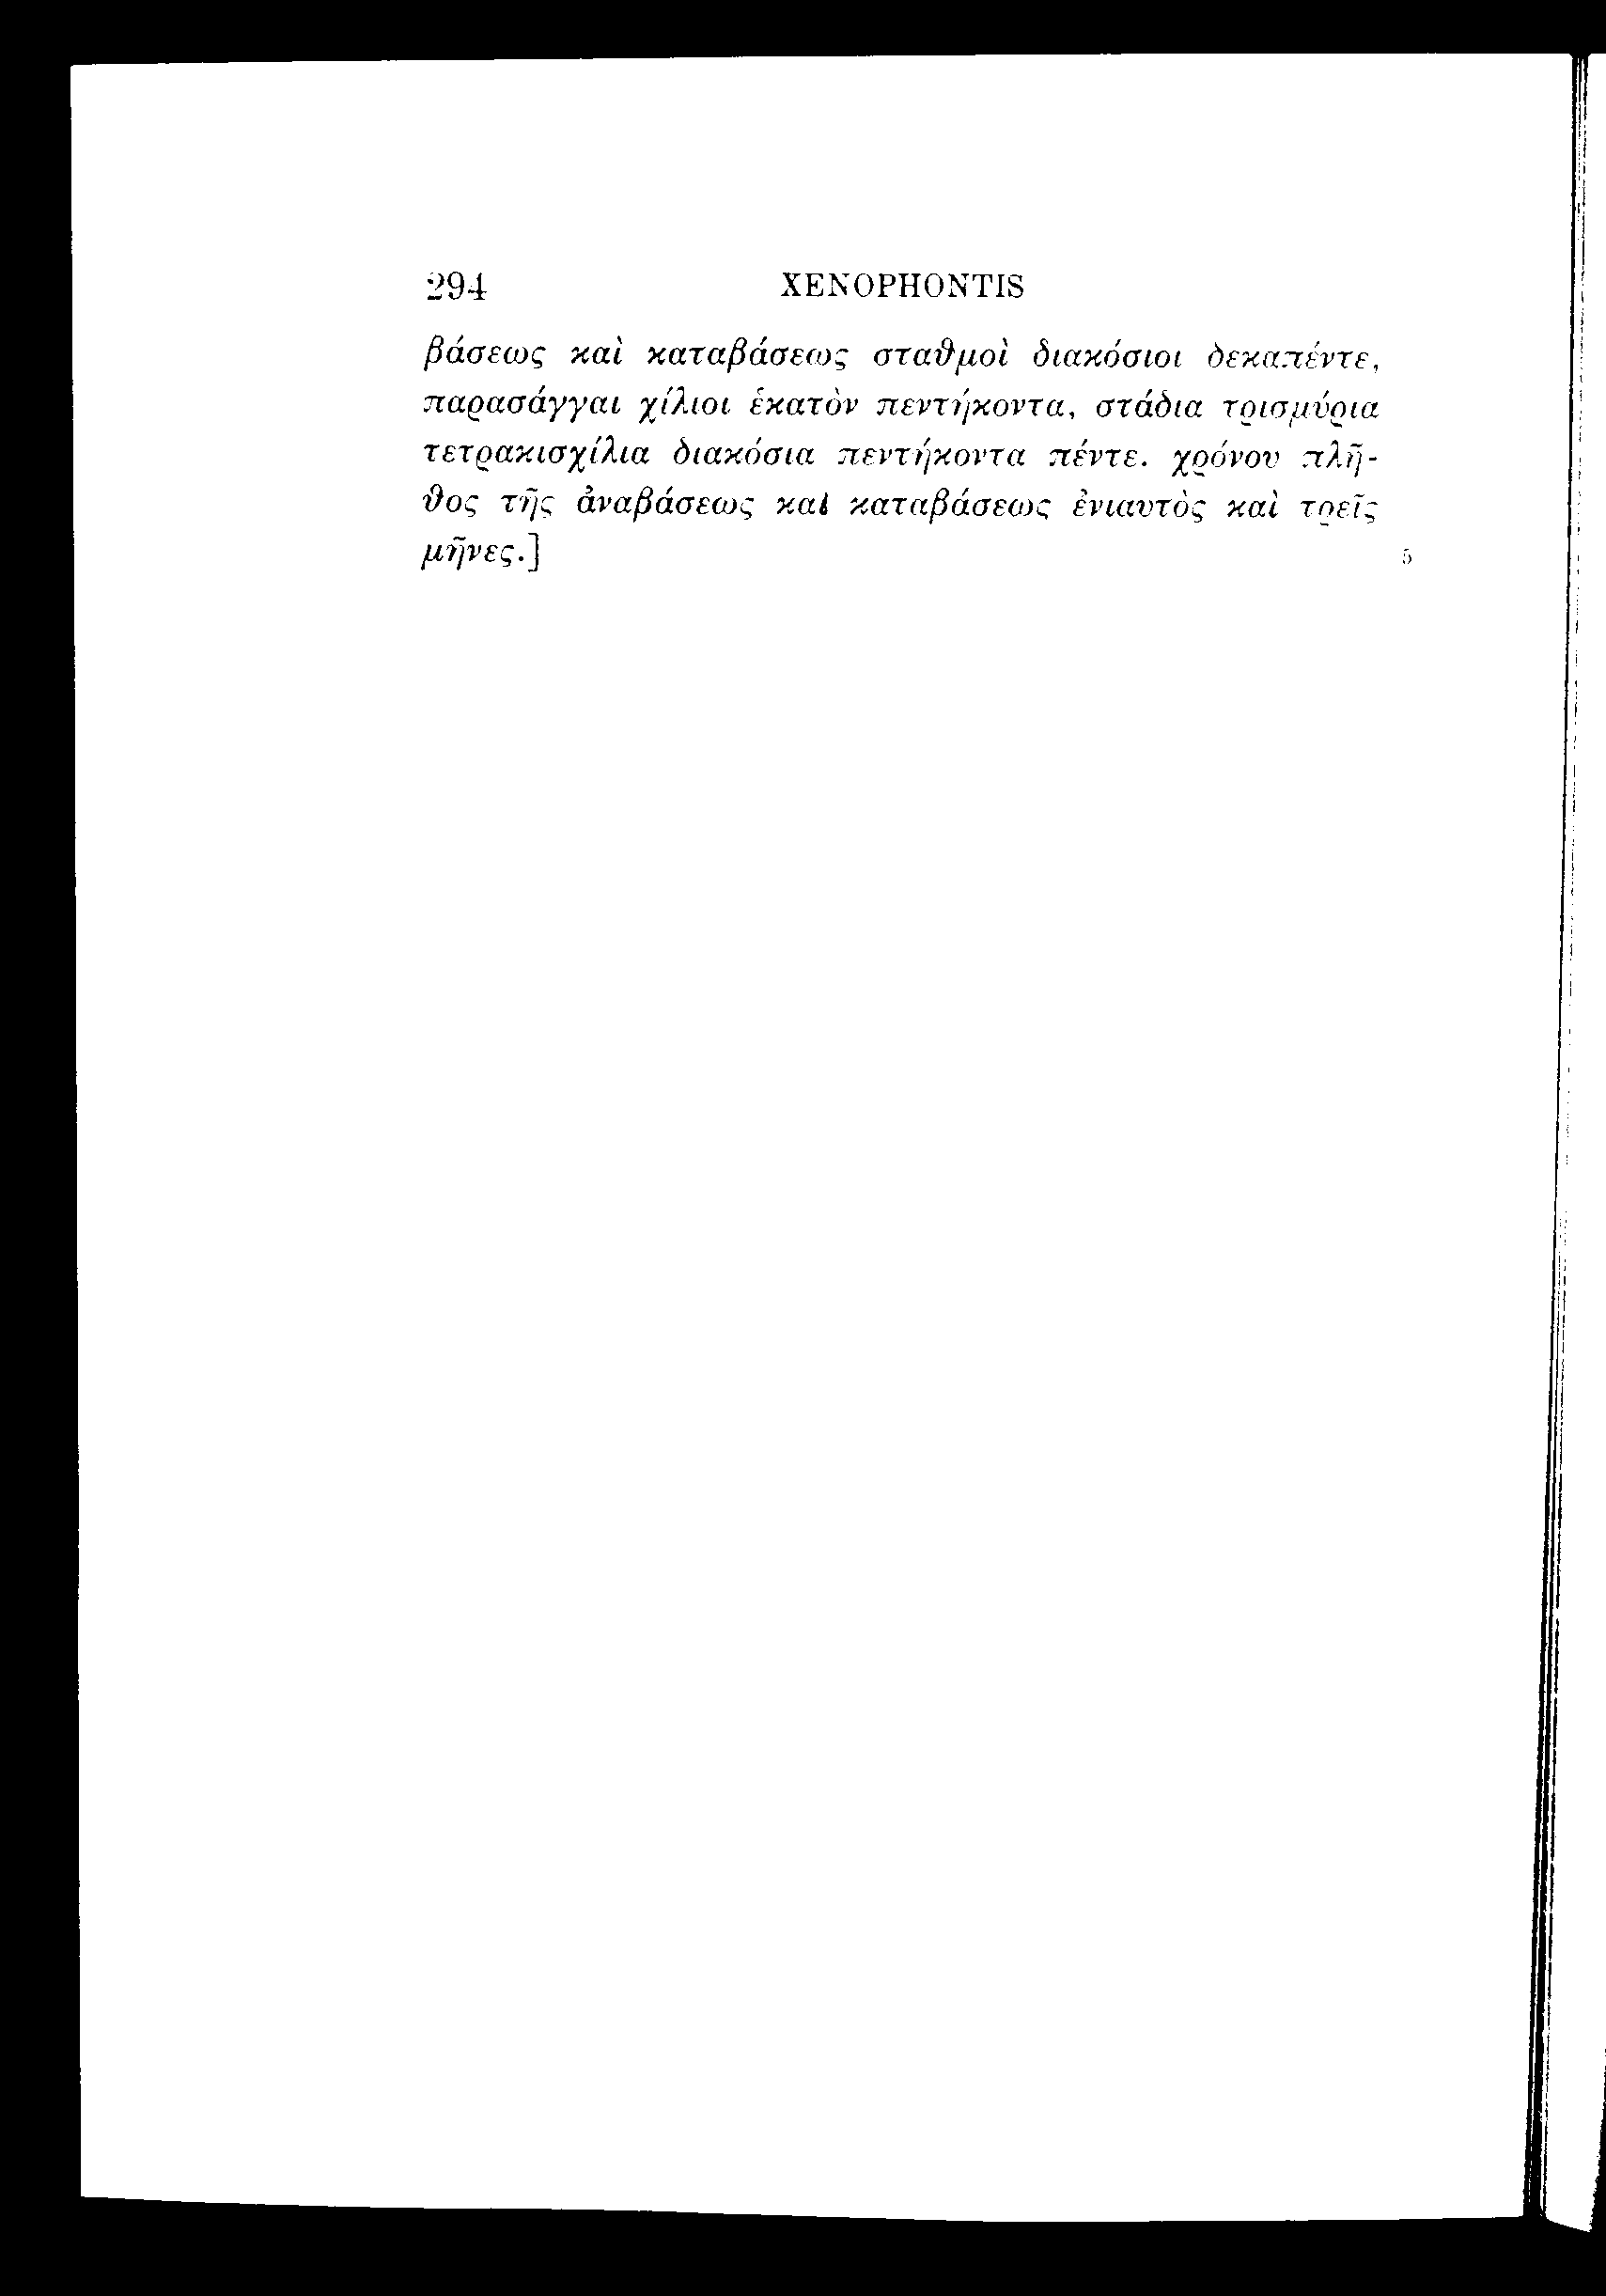 294 XENOPHONTIS
βάσεως καὶ καταβάσεως σταθμοὶ διακόσιοι δεκαπέντε,
παρασάγγαι χίλιοι ἑκατὸν πεντήκοντα, στάδια τρισμύρια
τετρακισχίλια διακόσια πεντήκοντα πέντε. χρόνου πλῆ-
θος τῆς ἀναβάσεως καὶ καταβάσεως ἐνιαυτὸς καὶ τρεῖς
μῆνες.] 5